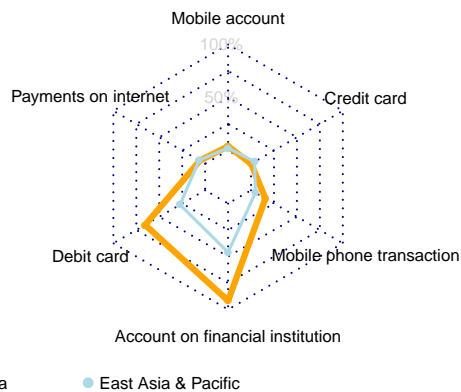 Mobile account
100%
Payments on internet
50%
Credit card
Debit card
Mobile phone transaction
Account on financial institution
a
East Asia & Pacific